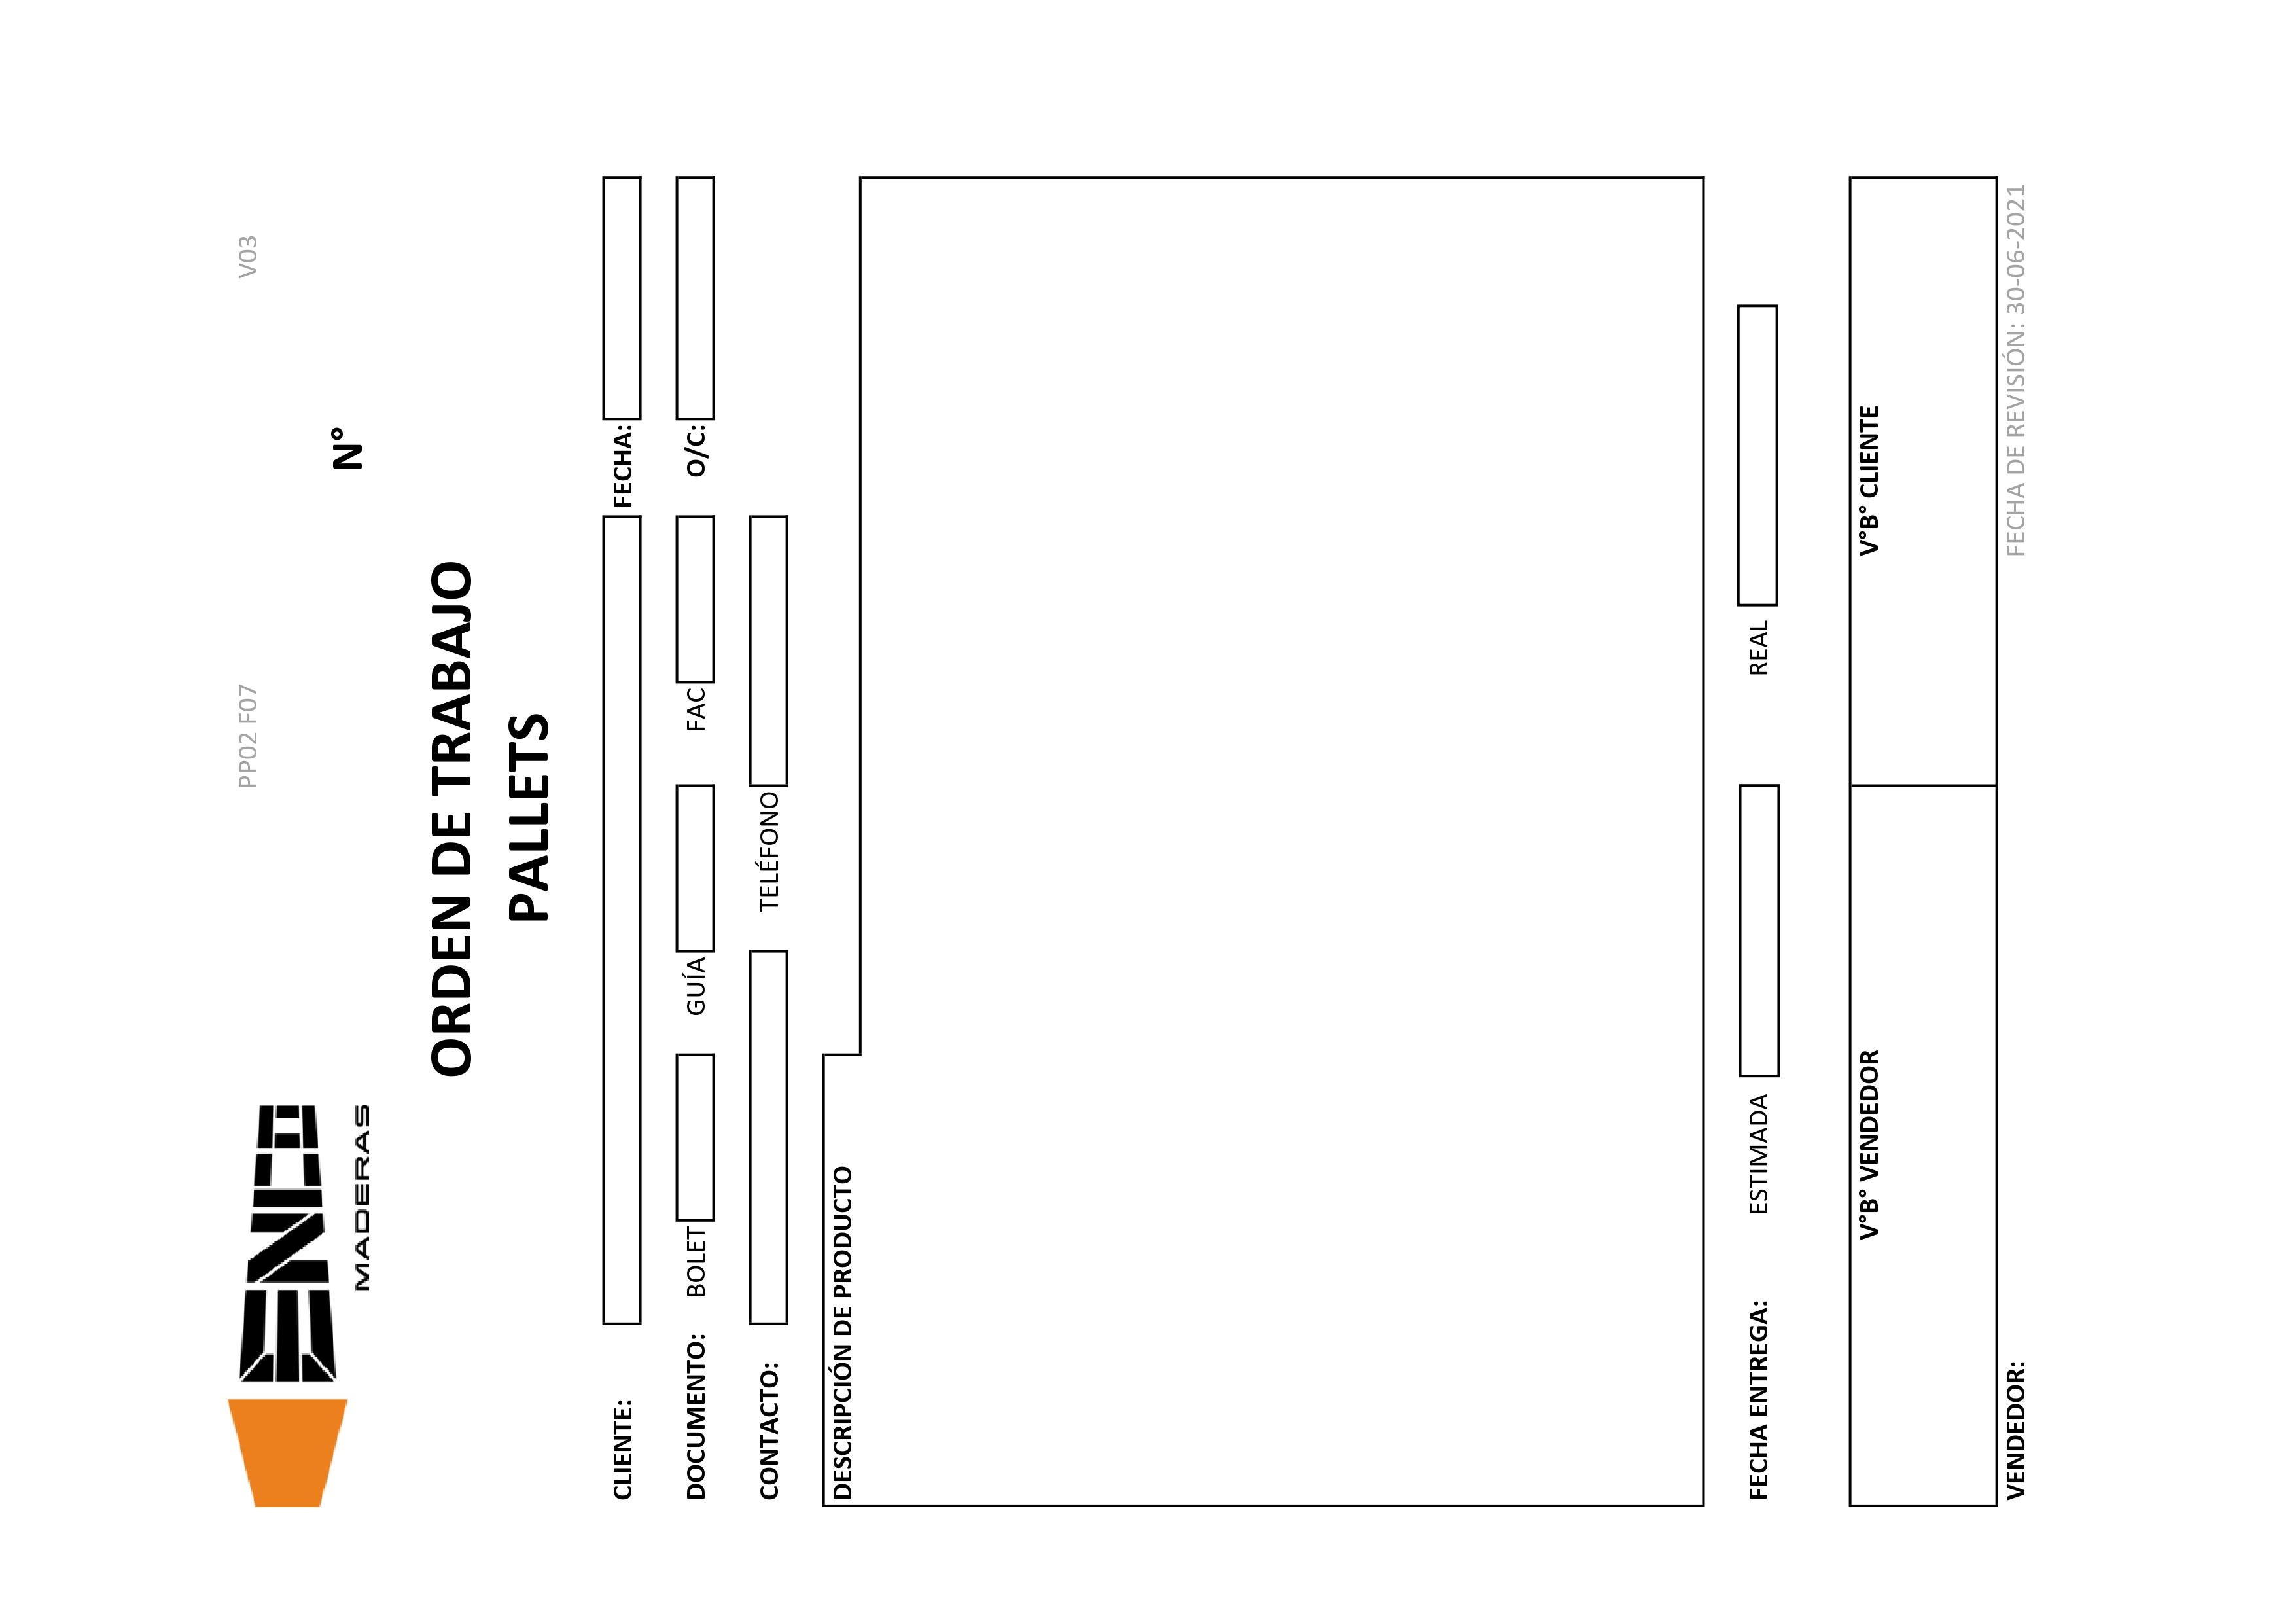 PP02 F07 V03
ENCA
MADERAS
N°
ORDEN DE TRABAJO
PALLETS
CLIENTE: FECHA:
DOCUMENTO: BOLET GUÍA FAC O/C:
CONTACTO: TELÉFONO
DESCRIPCIÓN DE PRODUCTO
FECHA ENTREGA: ESTIMADA REAL
V°B° VENDEDOR V°B° CLIENTE
VENDEDOR: FECHA DE REVISIÓN: 30-06-2021